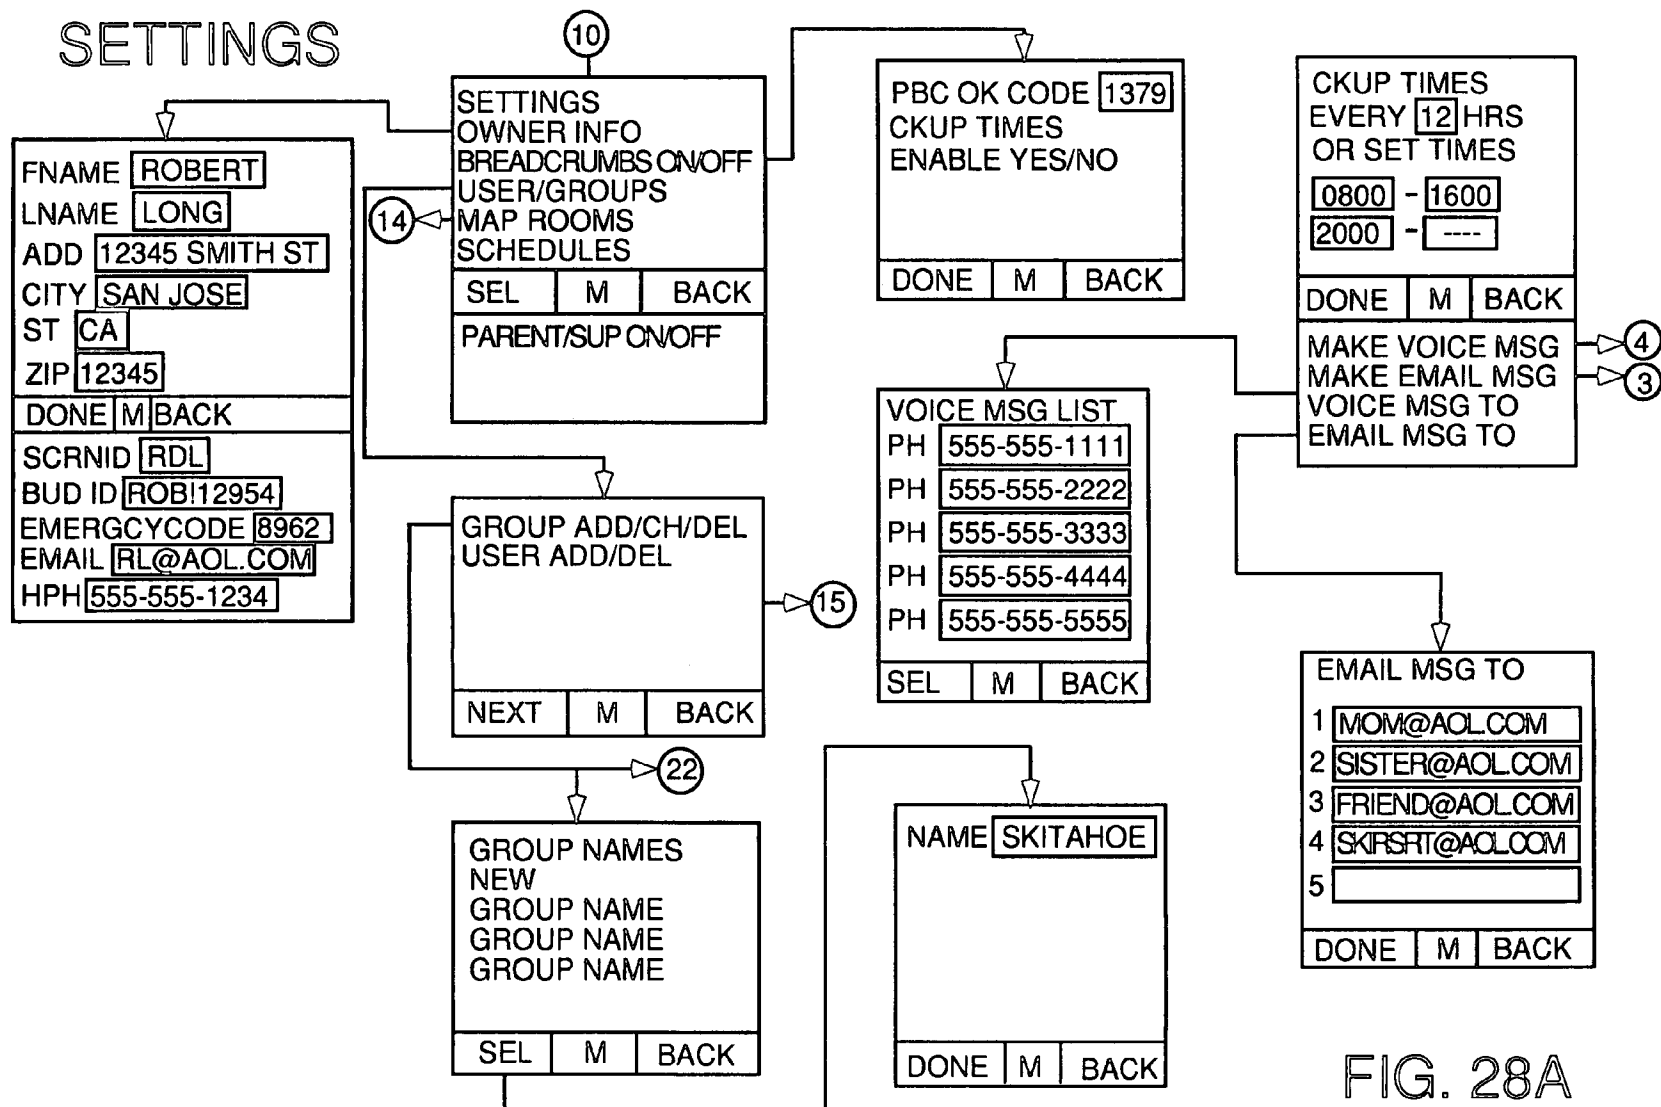 SETTINGS
10
SETTINGS
OWNER INFO
BREADCRUMBS ON/OFF
USER/GROUPS
MAP ROOMS
SCHEDULES
SEL M BACK
PARENT/SUP ON/OFF
14
FNAME ROBERT
LNAME LONG
ADD 12345 SMITH ST
CITY SAN JOSE
ST CA
ZIP 12345
DONE M BACK
SCRNID RDL
BUD ID ROB!12954
EMERGCYCODE 8962
EMAIL RL@AOL.COM
HPH 555-555-1234
PBC OK CODE 1379
CKUP TIMES
ENABLE YES/NO
DONE M BACK
CKUP TIMES
EVERY 12 HRS
OR SET TIMES
0800 - 1600
2000 - ----
DONE M BACK
MAKE VOICE MSG
MAKE EMAIL MSG
VOICE MSG TO
EMAIL MSG TO
4
3
VOICE MSG LIST
PH 555-555-1111
PH 555-555-2222
PH 555-555-3333
PH 555-555-4444
PH 555-555-5555
SEL M BACK
GROUP ADD/CH/DEL
USER ADD/DEL
NEXT M BACK
15
22
EMAIL MSG TO
1 MOM@AOL.COM
2 SISTER@AOL.COM
3 FRIEND@AOL.COM
4 SKIRSRT@AOL.COM
5
DONE M BACK
GROUP NAMES
NEW
GROUP NAME
GROUP NAME
GROUP NAME
SEL M BACK
NAME SKITAHOE
DONE M BACK
FIG. 28A